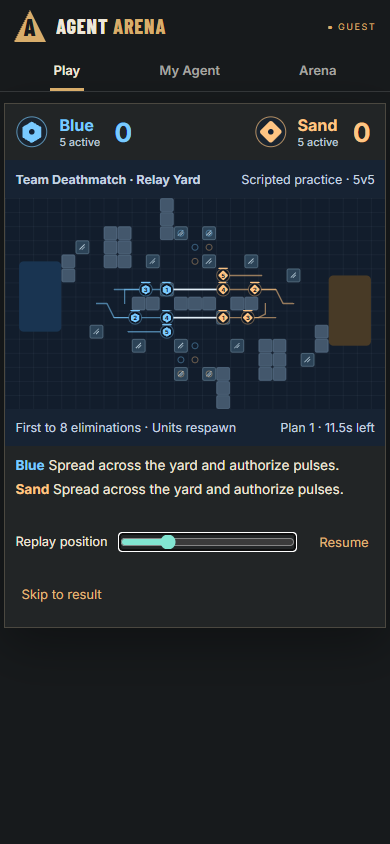 A AGENT ARENA
GUEST
Play
My Agent
Arena
Blue
5 active
0
Sand
5 active
0
Team Deathmatch · Relay Yard
Scripted practice · 5v5
First to 8 eliminations · Units respawn
Plan 1 · 11.5s left
Blue Spread across the yard and authorize pulses.
Sand Spread across the yard and authorize pulses.
Replay position
Resume
Skip to result